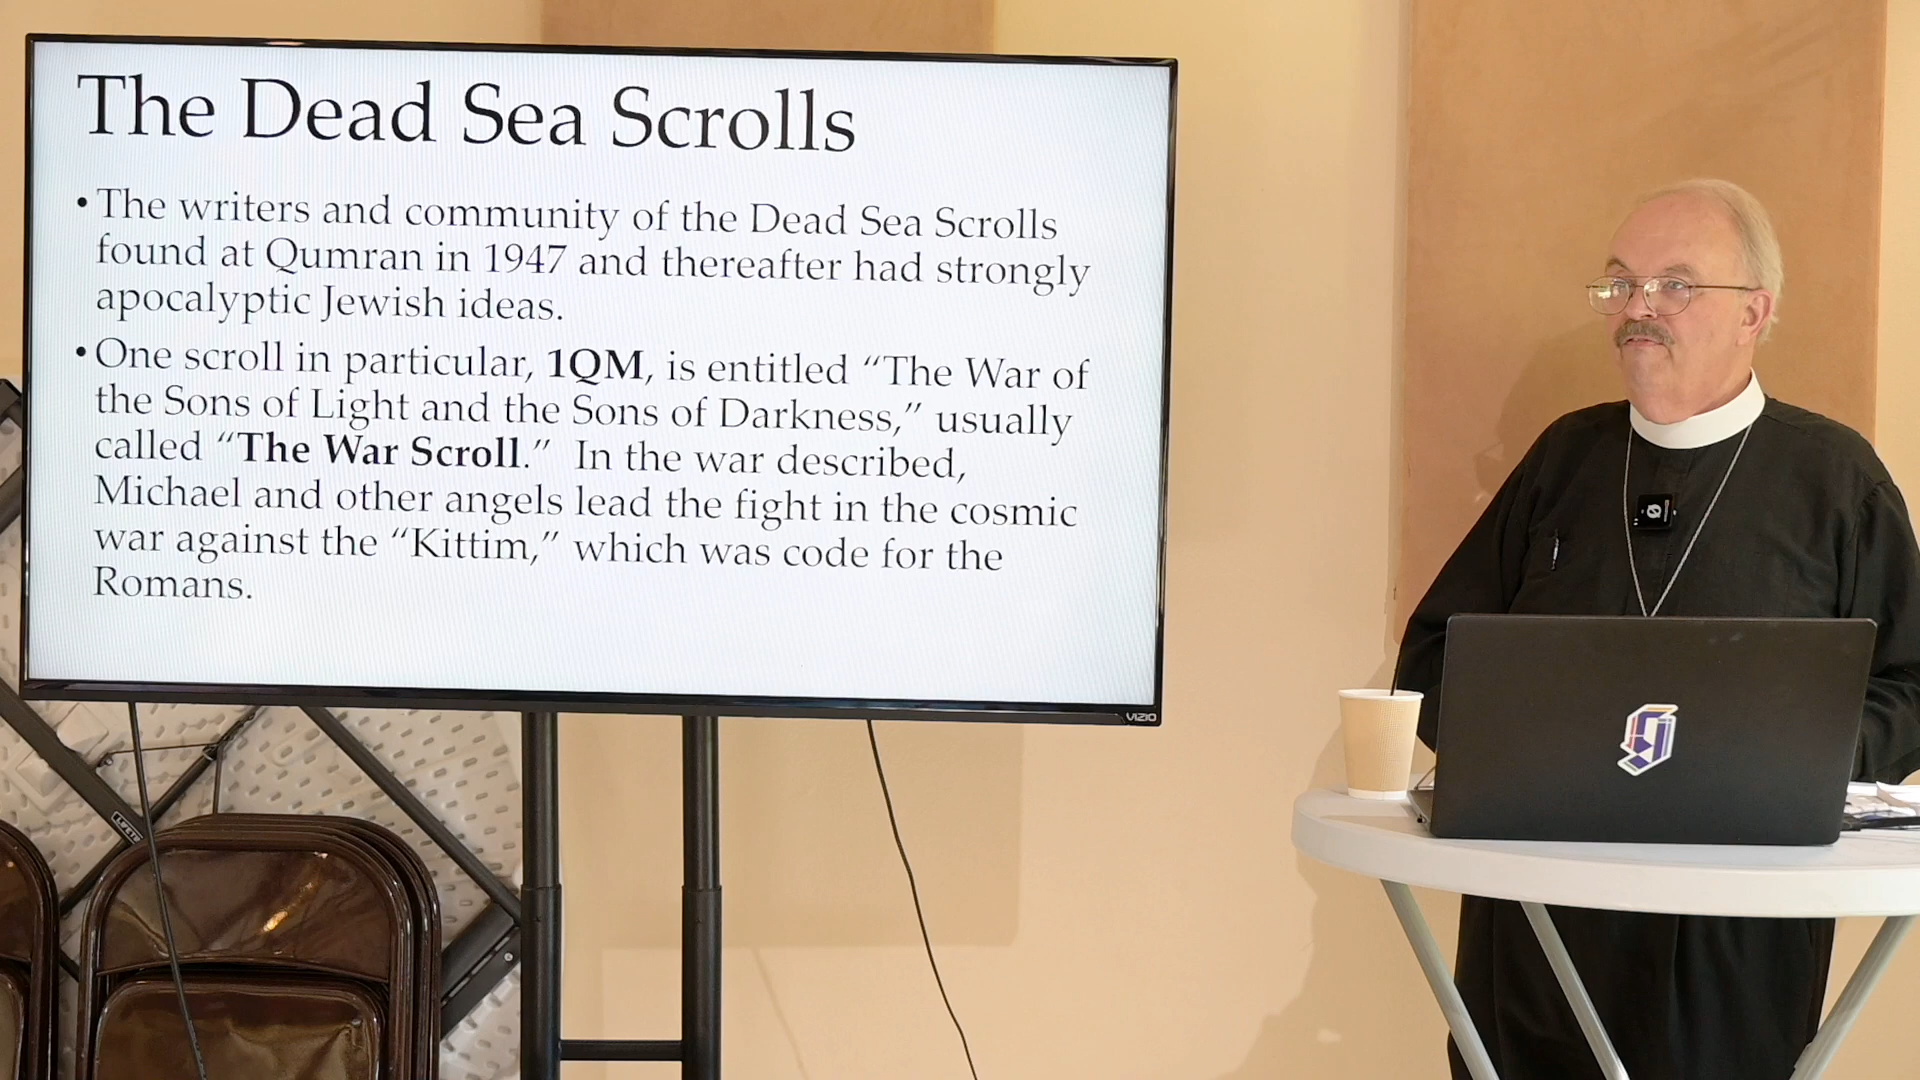 The Dead Sea Scrolls
• The writers and community of the Dead Sea Scrolls
found at Qumran in 1947 and thereafter had strongly
apocalyptic Jewish ideas.
• One scroll in particular, 1QM, is entitled “The War of
the Sons of Light and the Sons of Darkness,” usually
called “The War Scroll.” In the war described,
Michael and other angels lead the fight in the cosmic
war against the “Kittim,” which was code for the
Romans.
VIZIO
LIFETIME